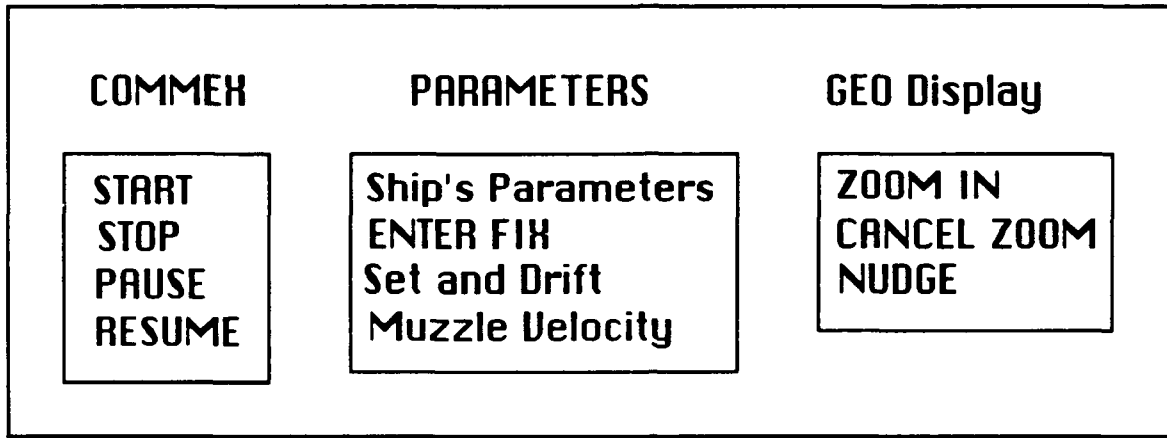 COMMEX
START
STOP
PAUSE
RESUME
PARAMETERS
Ship's Parameters
ENTER FIX
Set and Drift
Muzzle Velocity
GEO Display
ZOOM IN
CANCEL ZOOM
NUDGE